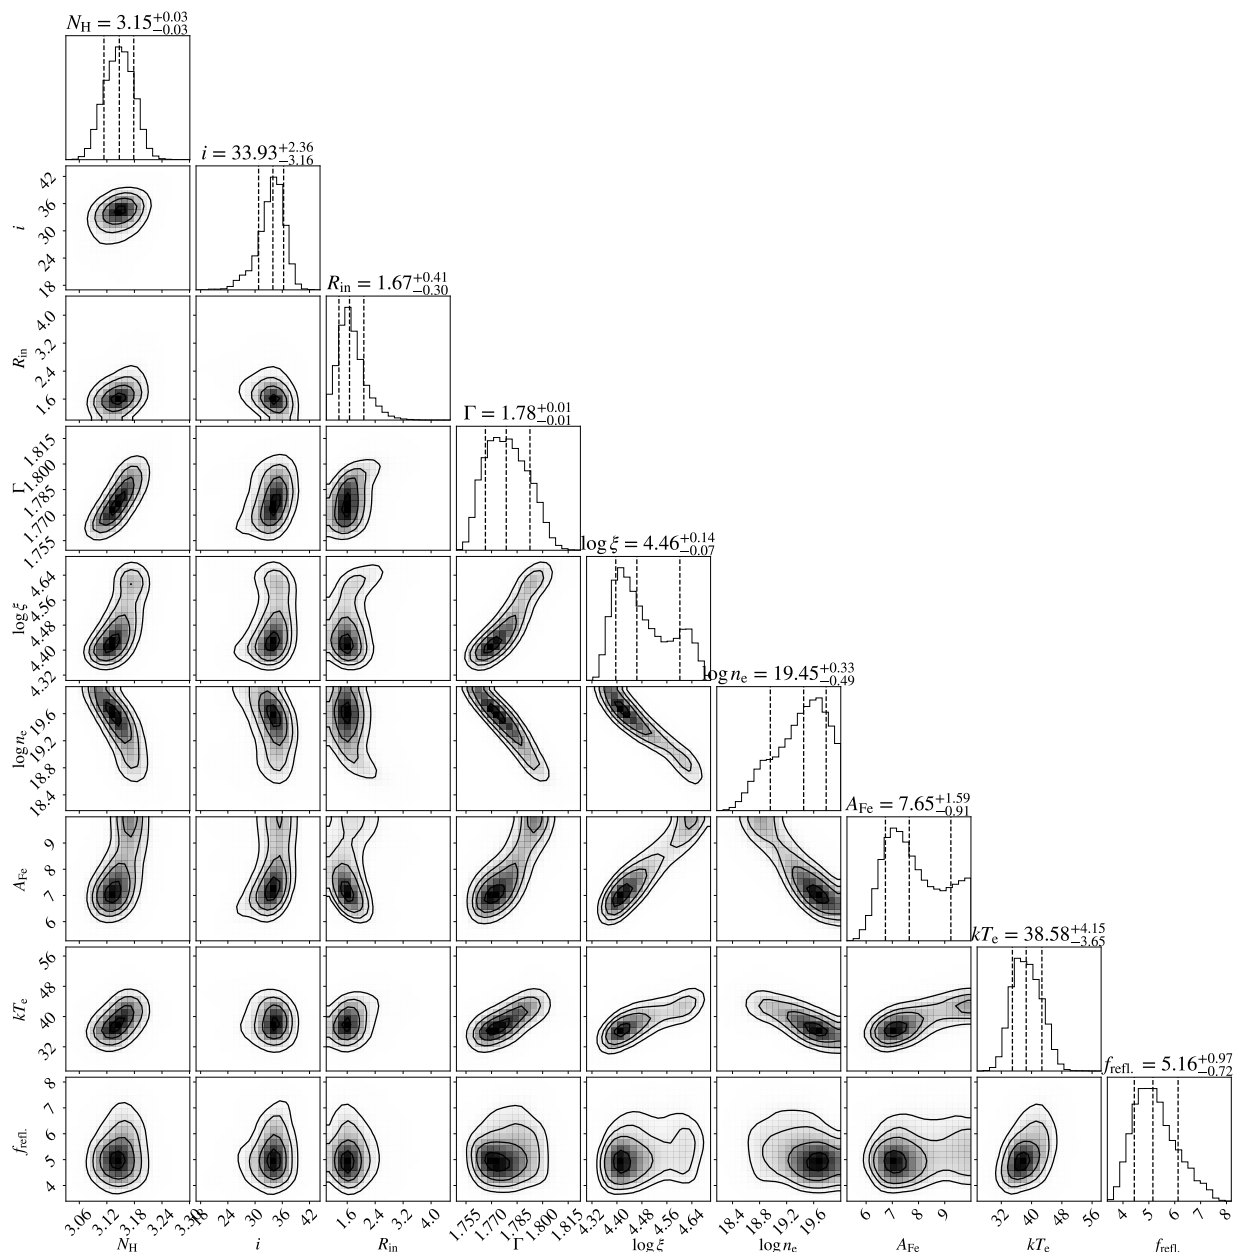 N_H = 3.15^{+0.03}_{-0.03}
i = 33.93^{+2.36}_{-3.16}
42
36
30
24
18
i
R_in = 1.67^{+0.41}_{-0.30}
4.0
3.2
2.4
1.6
R_in
Γ = 1.78^{+0.01}_{-0.01}
1.815
1.800
1.785
1.770
1.755
Γ
log ξ = 4.46^{+0.14}_{-0.07}
4.64
4.56
4.48
4.40
4.32
log ξ
log n_e = 19.45^{+0.33}_{-0.49}
19.6
19.2
18.8
18.4
log n_e
A_Fe = 7.65^{+1.59}_{-0.91}
9
8
7
6
A_Fe
kT_e = 38.58^{+4.15}_{-3.65}
56
48
40
32
kT_e
f_refl. = 5.16^{+0.97}_{-0.72}
8
7
6
5
4
f_refl.
3.06 3.12 3.18 3.24 3.30 18 24 30 36 42 1.6 2.4 3.2 4.0 1.755 1.770 1.785 1.800 1.815 4.32 4.40 4.48 4.56 4.64 18.4 18.8 19.2 19.6 6 7 8 9 32 40 48 56 4 5 6 7 8
N_H i R_in Γ log ξ log n_e A_Fe kT_e f_refl.